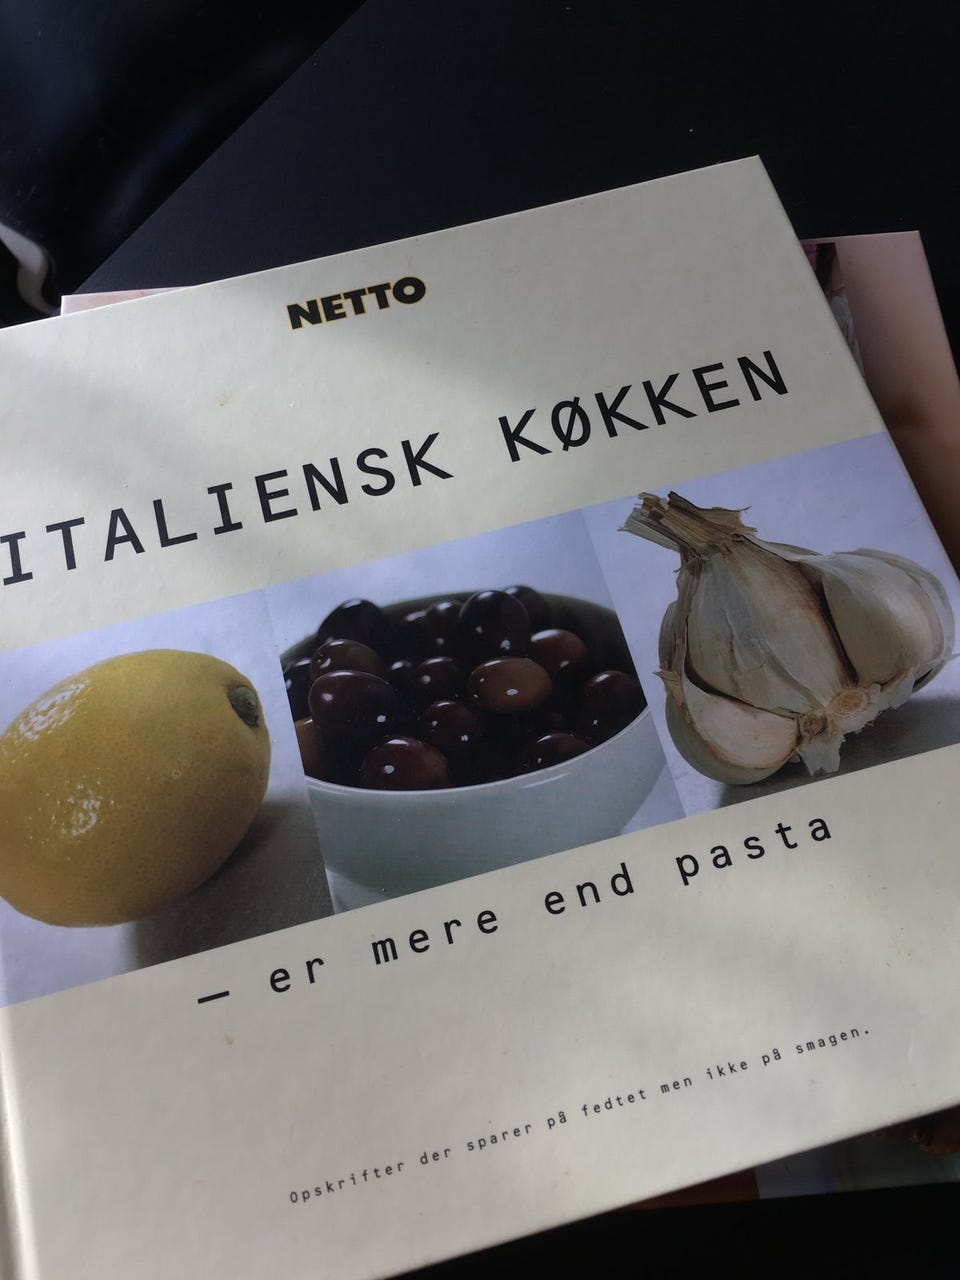 NETTO
ITALIENSK KØKKEN
— er mere end pasta
Opskrifter der sparer på fedtet men ikke på smagen.